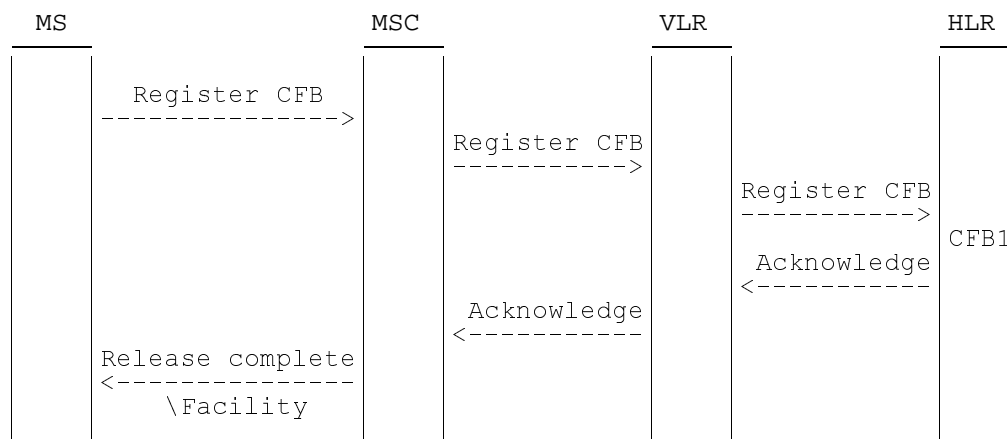 MS MSC VLR HLR
Register CFB
Register CFB
Register CFB
CFB1
Acknowledge
Acknowledge
Release complete
\Facility